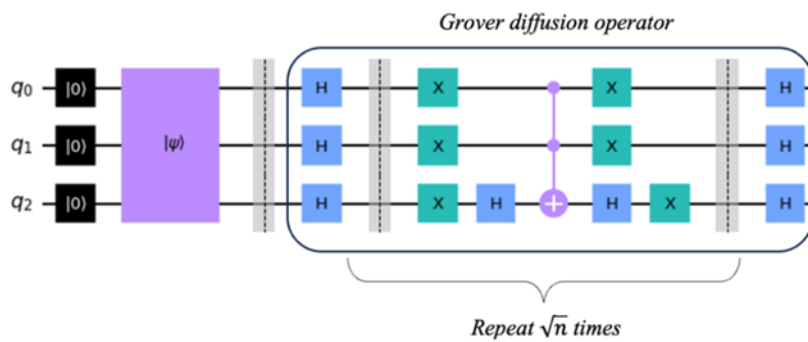 Grover diffusion operator
q0 |0⟩ H X X H
|ψ⟩
q1 |0⟩ H X X H
q2 |0⟩ H X H H X H
Repeat √n times